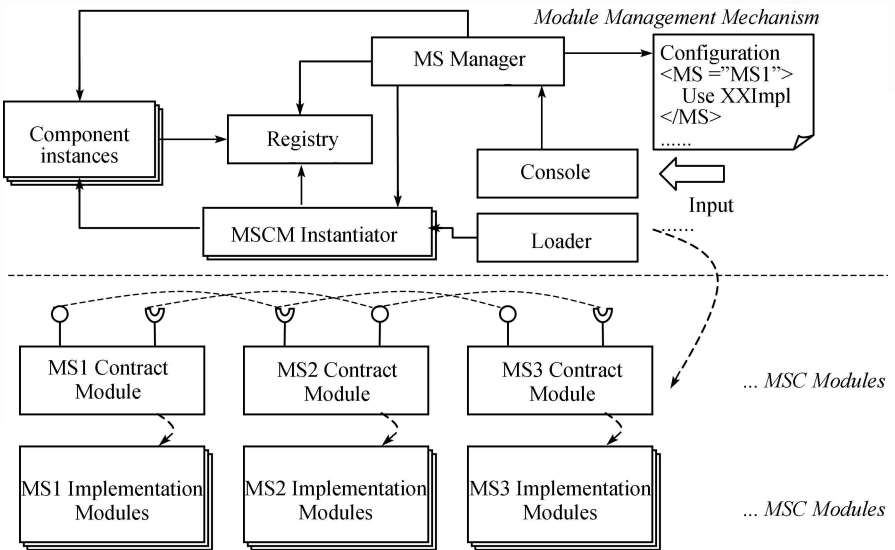 Module Management Mechanism
MS Manager
Configuration
<MS =”MS1”>
Use XXImpl
</MS>
......
Component
instances
Registry
Console
Input
MSCM Instantiator
Loader
......
MS1 Contract
Module
MS2 Contract
Module
MS3 Contract
Module
... MSC Modules
MS1 Implementation
Modules
MS2 Implementation
Modules
MS3 Implementation
Modules
... MSC Modules